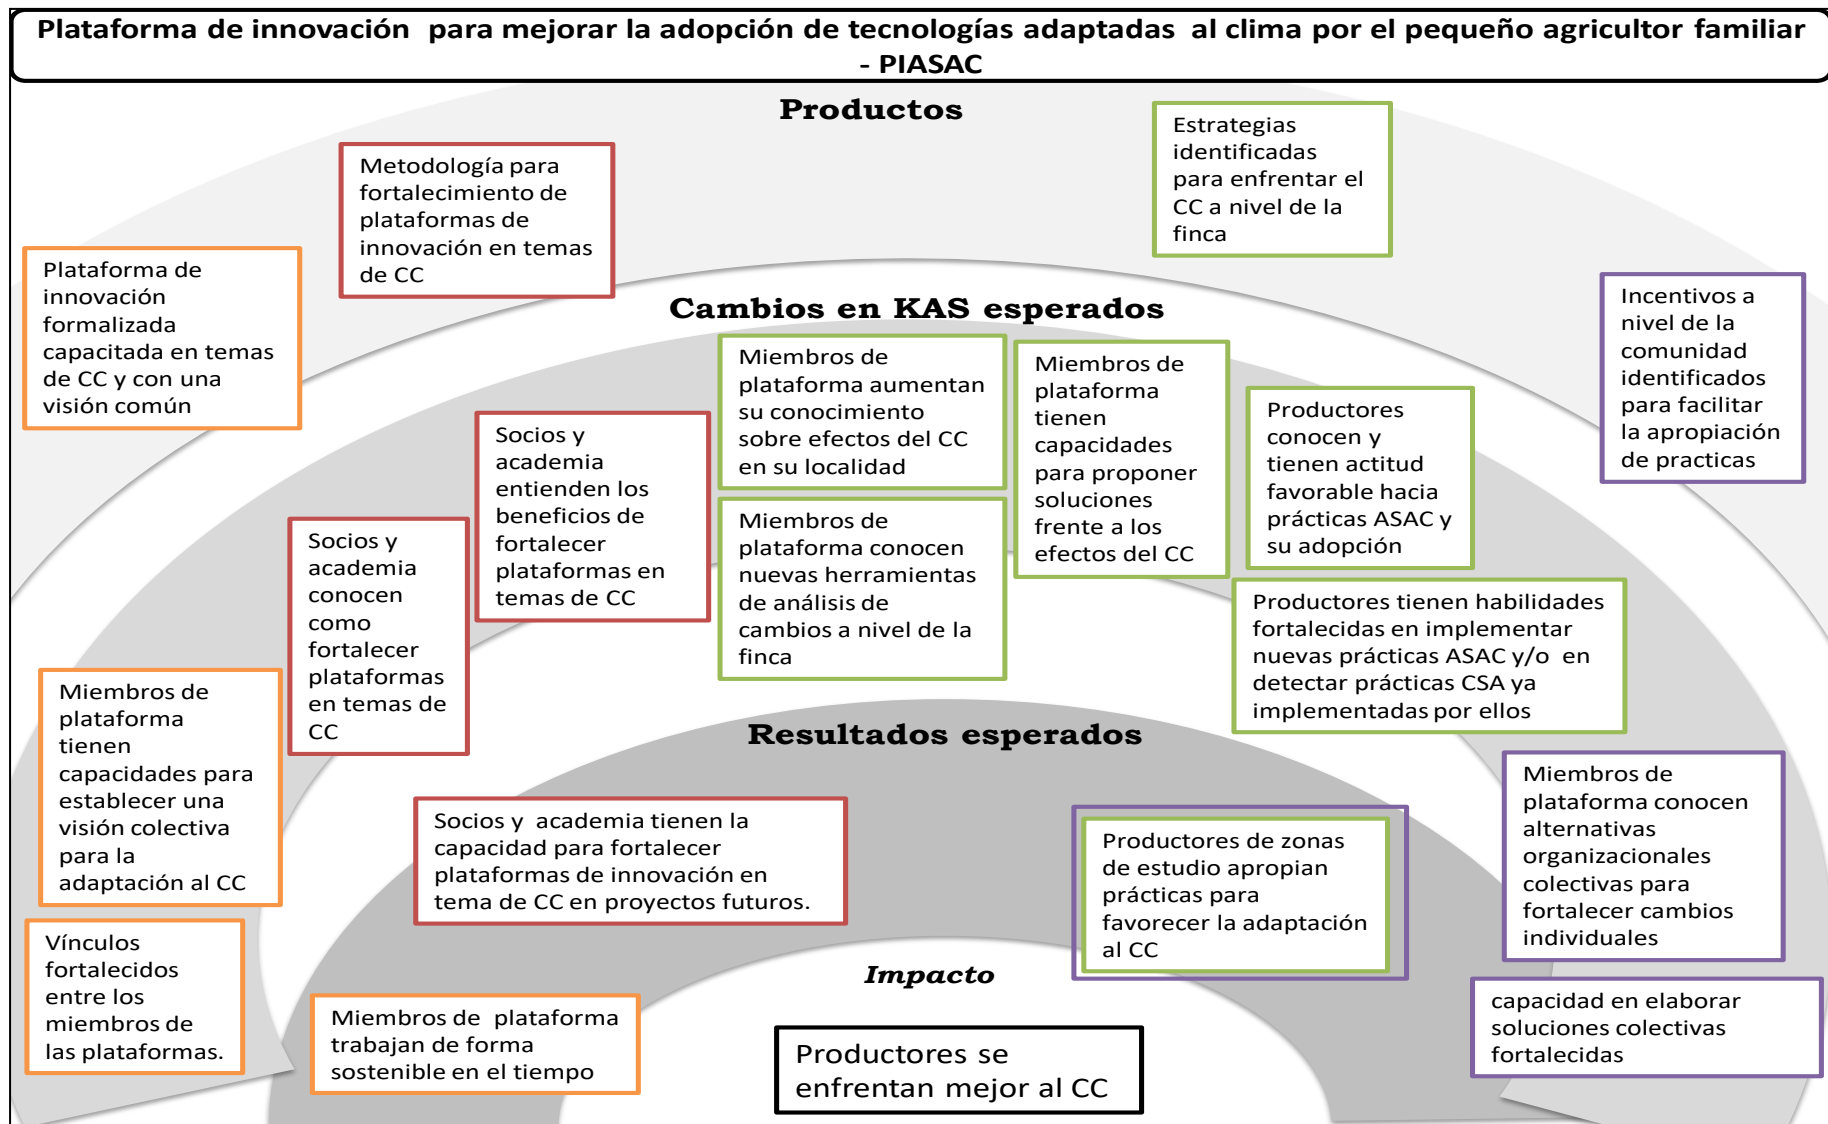 Plataforma de innovación para mejorar la adopción de tecnologías adaptadas al clima por el pequeño agricultor familiar
- PIASAC
Productos
Metodología para
fortalecimiento de
plataformas de
innovación en temas
de CC
Estrategias
identificadas
para enfrentar el
CC a nivel de la
finca
Plataforma de
innovación
formalizada
capacitada en temas
de CC y con una
visión común
Incentivos a
nivel de la
comunidad
identificados
para facilitar
la apropiación
de practicas
Cambios en KAS esperados
Miembros de
plataforma aumentan
su conocimiento
sobre efectos del CC
en su localidad
Miembros de
plataforma
tienen
capacidades
para proponer
soluciones
frente a los
efectos del CC
Productores
conocen y
tienen actitud
favorable hacia
prácticas ASAC y
su adopción
Socios y
academia
entienden los
beneficios de
fortalecer
plataformas en
temas de CC
Miembros de
plataforma conocen
nuevas herramientas
de análisis de
cambios a nivel de la
finca
Socios y
academia
conocen
como
fortalecer
plataformas
en temas de
CC
Productores tienen habilidades
fortalecidas en implementar
nuevas prácticas ASAC y/o en
detectar prácticas CSA ya
implementadas por ellos
Miembros de
plataforma
tienen
capacidades para
establecer una
visión colectiva
para la
adaptación al CC
Miembros de
plataforma conocen
alternativas
organizacionales
colectivas para
fortalecer cambios
individuales
Vínculos
fortalecidos
entre los
miembros de
las plataformas.
capacidad en elaborar
soluciones colectivas
fortalecidas
Resultados esperados
Socios y academia tienen la
capacidad para fortalecer
plataformas de innovación en
tema de CC en proyectos futuros.
Productores de zonas
de estudio apropian
prácticas para
favorecer la adaptación
al CC
Miembros de plataforma
trabajan de forma
sostenible en el tiempo
Impacto
Productores se
enfrentan mejor al CC